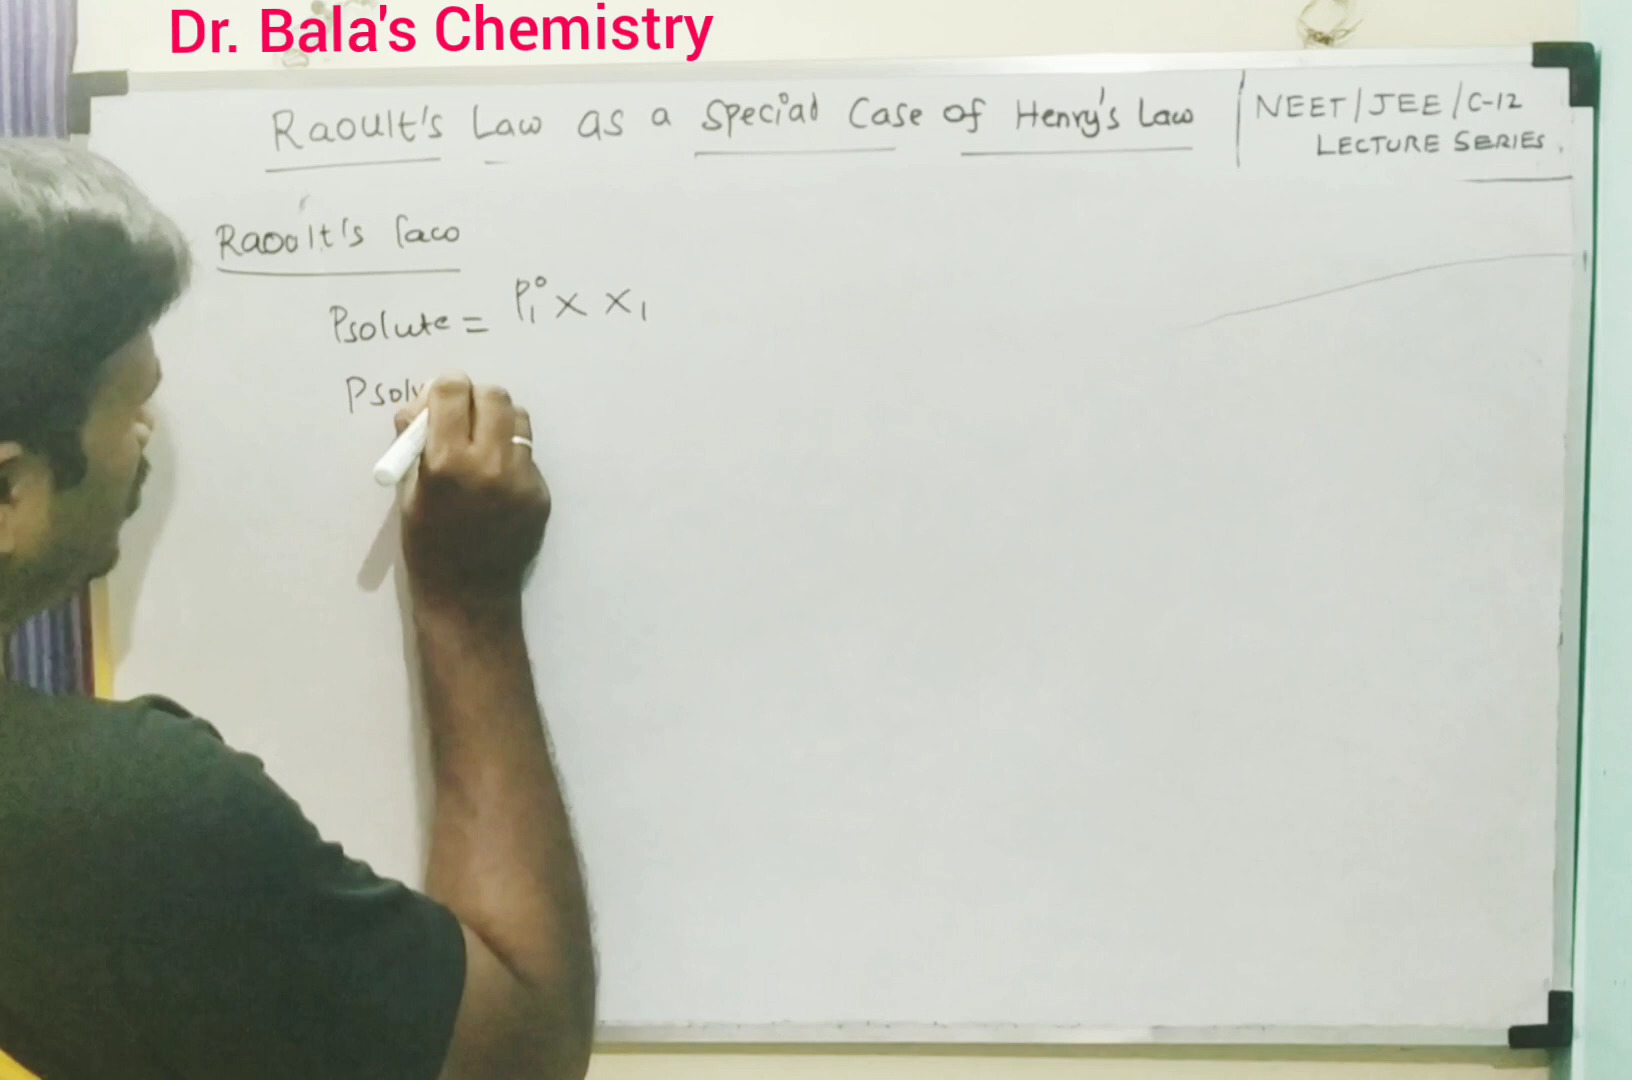 Dr. Bala's Chemistry
Raoult's Law as a Special Case of Henry's Law
NEET/JEE/C-12
LECTURE SERIES.
Raoult's law
Psolute = P₁° × X₁
Psolv